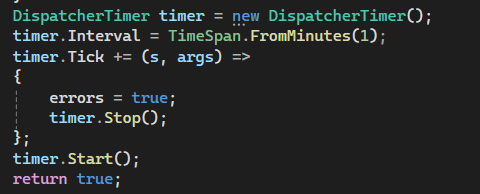 DispatcherTimer timer = new DispatcherTimer();
timer.Interval = TimeSpan.FromMinutes(1);
timer.Tick += (s, args) =>
{
    errors = true;
    timer.Stop();
};
timer.Start();
return true;